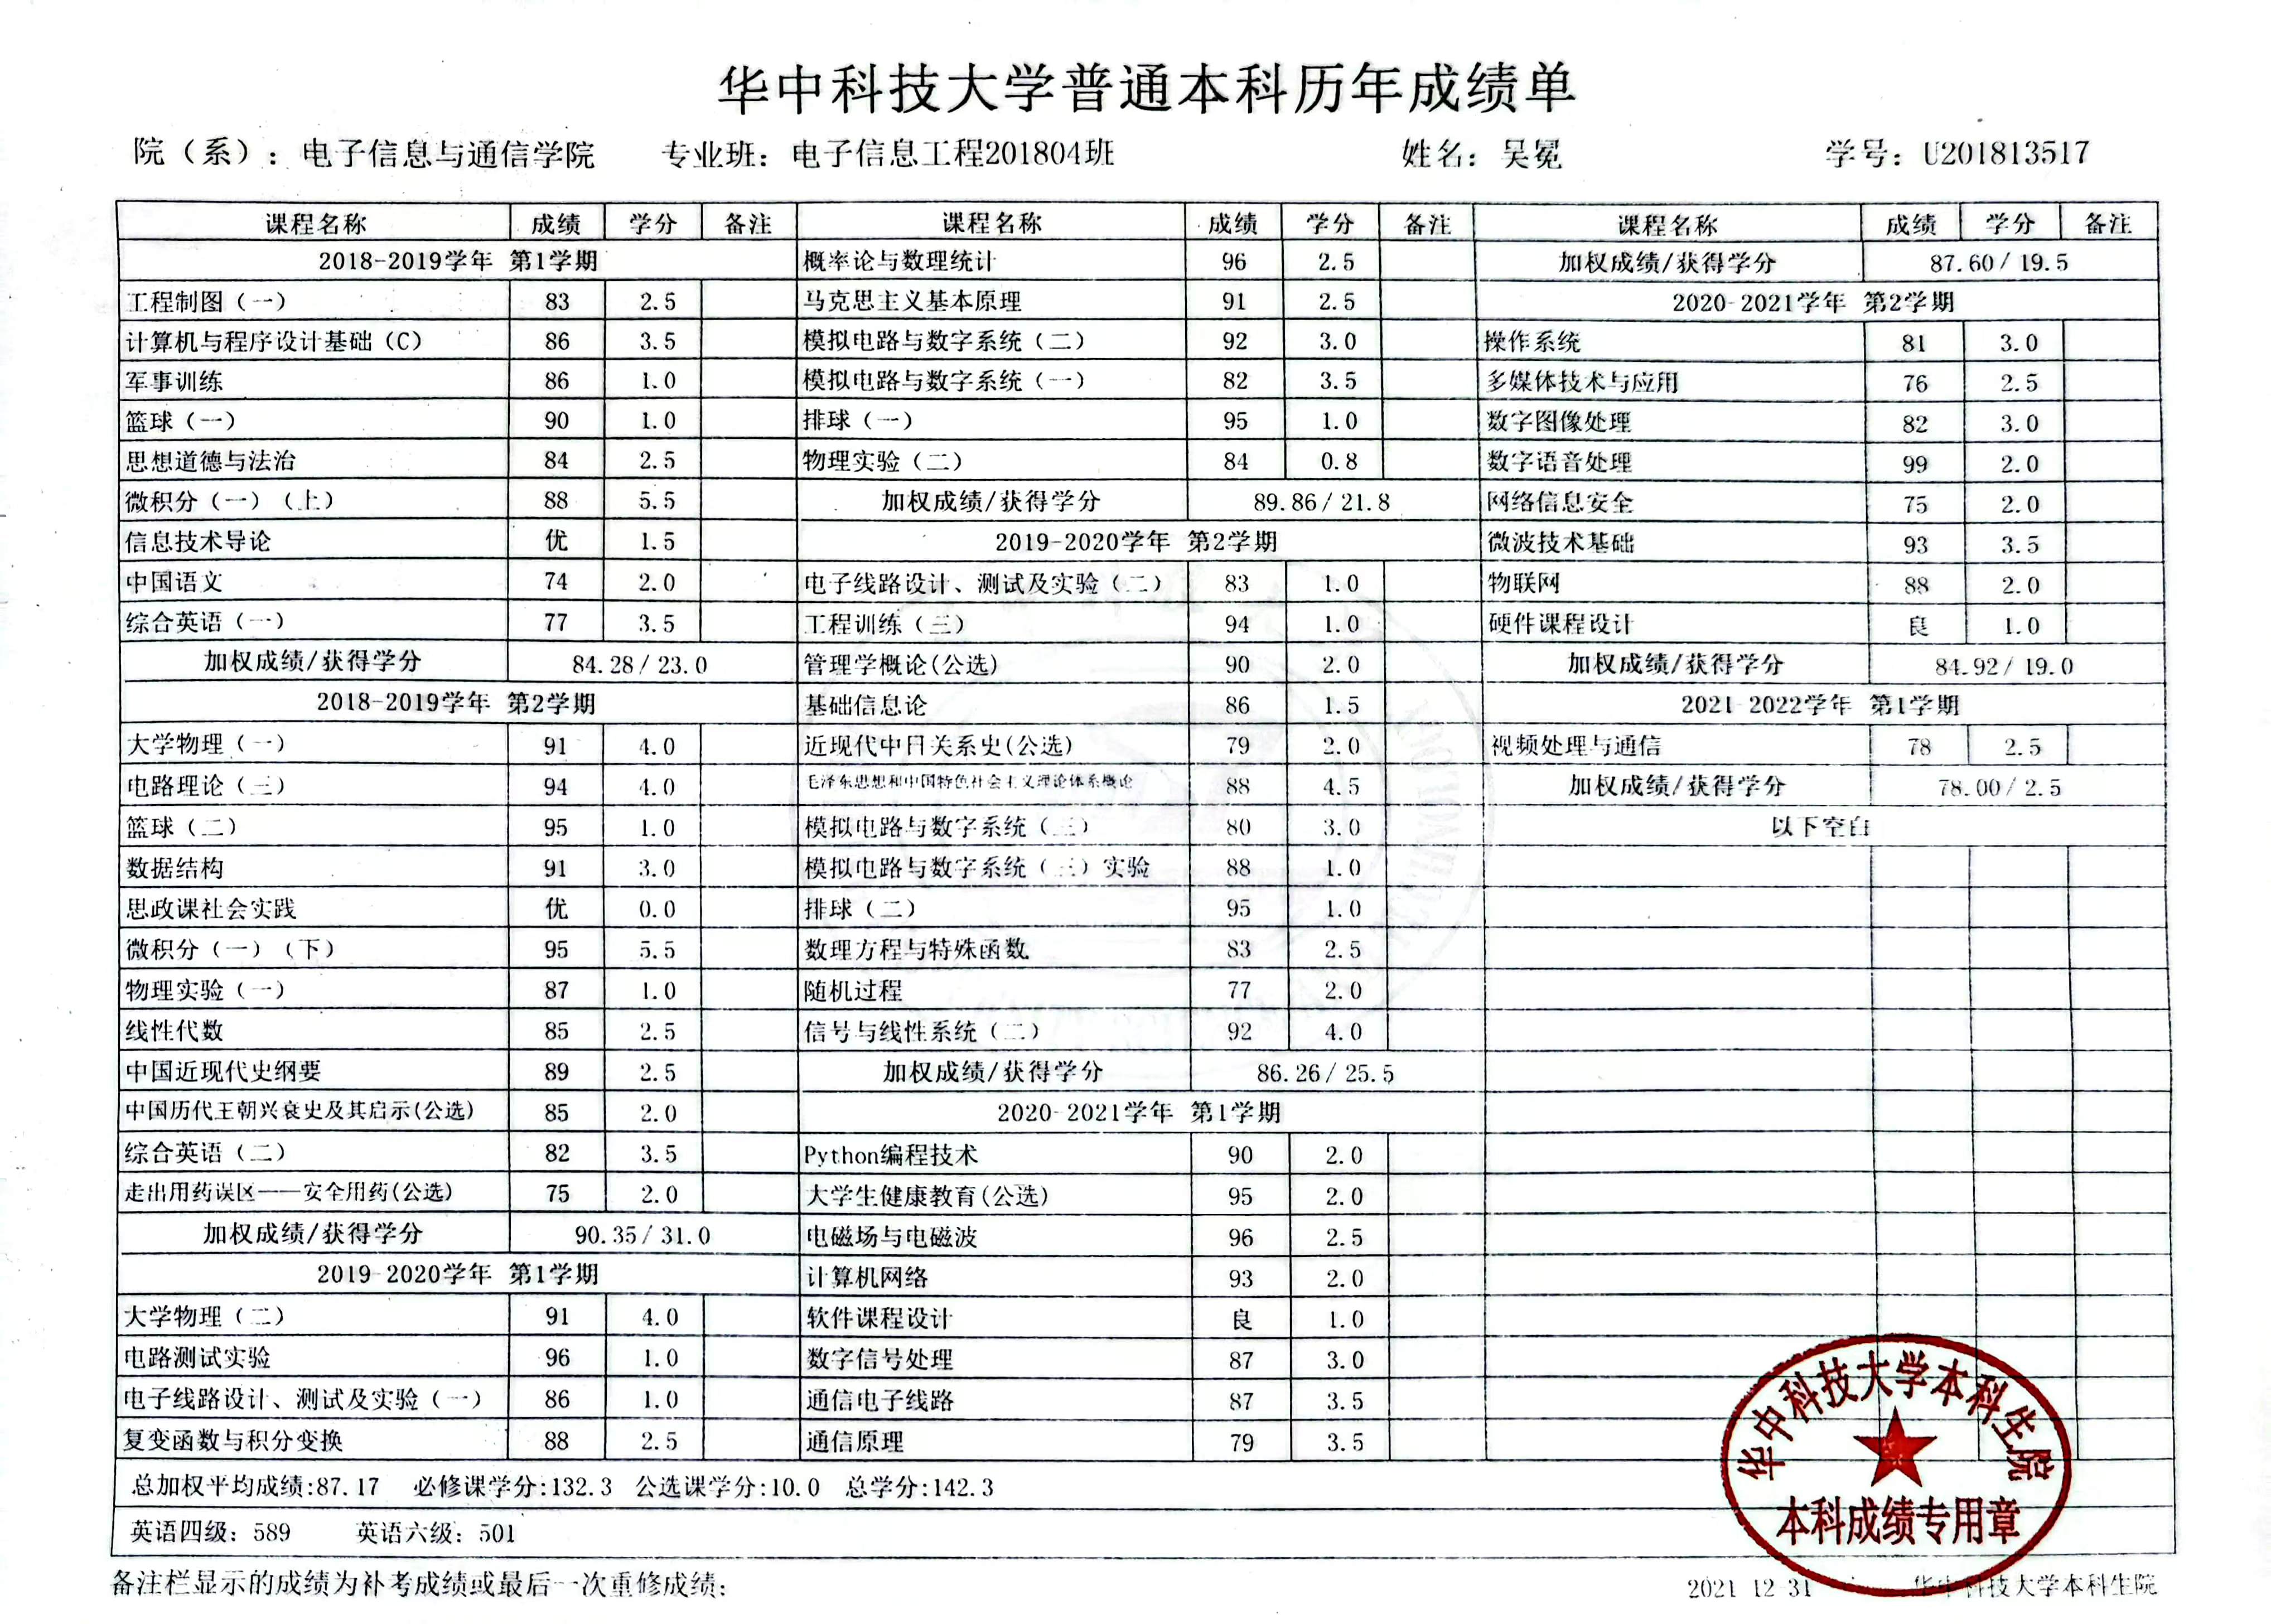 华中科技大学普通本科历年成绩单
院（系）：电子信息与通信学院 专业班：电子信息工程201804班 姓名：吴冕 学号：U201813517
课程名称 成绩 学分 备注
2018-2019学年 第1学期
工程制图（一） 83 2.5
计算机与程序设计基础（C） 86 3.5
军事训练 86 1.0
篮球（一） 90 1.0
思想道德与法治 84 2.5
微积分（一）（上） 88 5.5
信息技术导论 优 1.5
中国语文 74 2.0
综合英语（一） 77 3.5
加权成绩/获得学分 84.28/23.0
2018-2019学年 第2学期
大学物理（一） 91 4.0
电路理论（三） 94 4.0
篮球（二） 95 1.0
数据结构 91 3.0
思政课社会实践 优 0.0
微积分（一）（下） 95 5.5
物理实验（一） 87 1.0
线性代数 85 2.5
中国近现代史纲要 89 2.5
中国历代王朝兴衰史及其启示(公选) 85 2.0
综合英语（二） 82 3.5
走出用药误区——安全用药(公选) 75 2.0
加权成绩/获得学分 90.35/31.0
2019-2020学年 第1学期
大学物理（二） 91 4.0
电路测试实验 96 1.0
电子线路设计、测试及实验（一） 86 1.0
复变函数与积分变换 88 2.5
课程名称 成绩 学分 备注
概率论与数理统计 96 2.5
马克思主义基本原理 91 2.5
模拟电路与数字系统（二） 92 3.0
模拟电路与数字系统（一） 82 3.5
排球（一） 95 1.0
物理实验（二） 84 0.8
加权成绩/获得学分 89.86/21.8
2019-2020学年 第2学期
电子线路设计、测试及实验（二） 83 1.0
工程训练（三） 94 1.0
管理学概论(公选) 90 2.0
基础信息论 86 1.5
近现代中日关系史(公选) 79 2.0
毛泽东思想和中国特色社会主义理论体系概论 88 4.5
模拟电路与数字系统（三） 80 3.0
模拟电路与数字系统（三）实验 88 1.0
排球（二） 95 1.0
数理方程与特殊函数 83 2.5
随机过程 77 2.0
信号与线性系统（二） 92 4.0
加权成绩/获得学分 86.26/25.5
2020-2021学年 第1学期
Python编程技术 90 2.0
大学生健康教育(公选) 95 2.0
电磁场与电磁波 96 2.5
计算机网络 93 2.0
软件课程设计 良 1.0
数字信号处理 87 3.0
通信电子线路 87 3.5
通信原理 79 3.5
课程名称 成绩 学分 备注
加权成绩/获得学分 87.60/19.5
2020-2021学年 第2学期
操作系统 81 3.0
多媒体技术与应用 76 2.5
数字图像处理 82 3.0
数字语音处理 99 2.0
网络信息安全 75 2.0
微波技术基础 93 3.5
物联网 88 2.0
硬件课程设计 良 1.0
加权成绩/获得学分 84.92/19.0
2021-2022学年 第1学期
视频处理与通信 78 2.5
加权成绩/获得学分 78.00/2.5
以下空白
总加权平均成绩:87.17 必修课学分:132.3 公选课学分:10.0 总学分:142.3
英语四级：589 英语六级：501
华中科技大学本科生院
本科成绩专用章
备注栏显示的成绩为补考成绩或最后一次重修成绩；
2021-12-31 华中科技大学本科生院